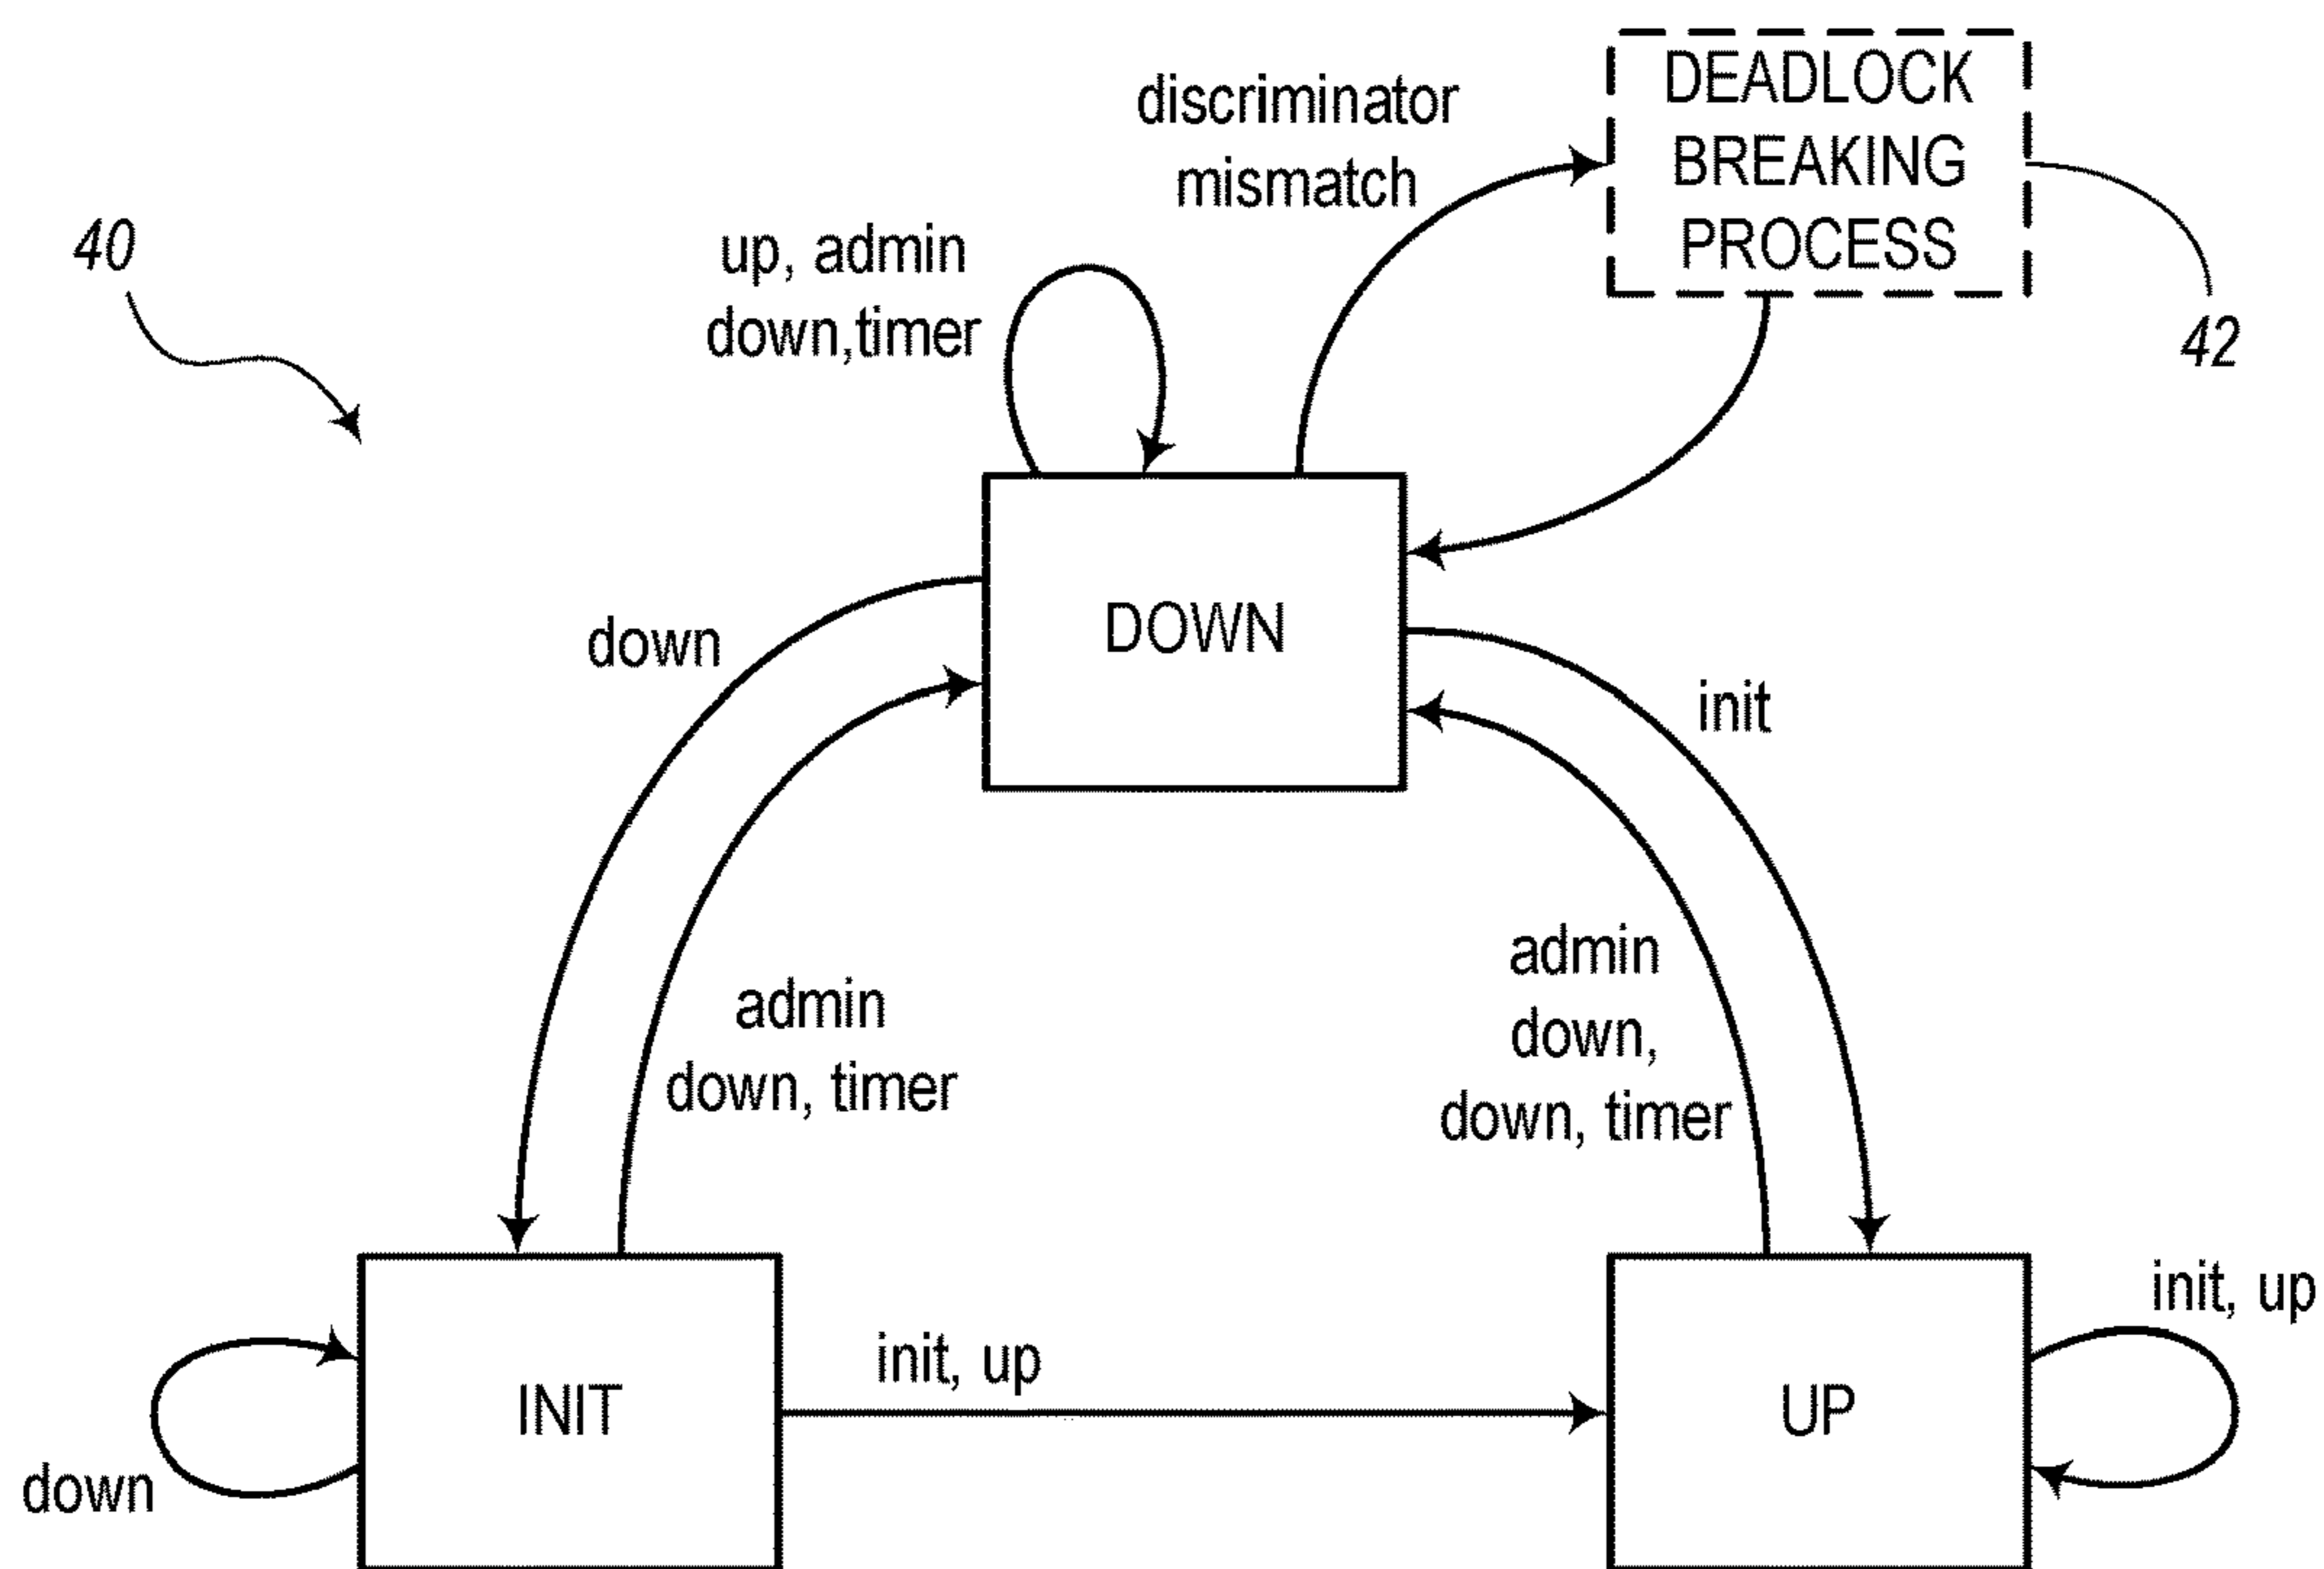 DEADLOCK
BREAKING
PROCESS
discriminator
mismatch
40
up, admin
down,timer
42
DOWN
down
init
admin
down, timer
admin
down,
down, timer
init, up
init, up
INIT
UP
down